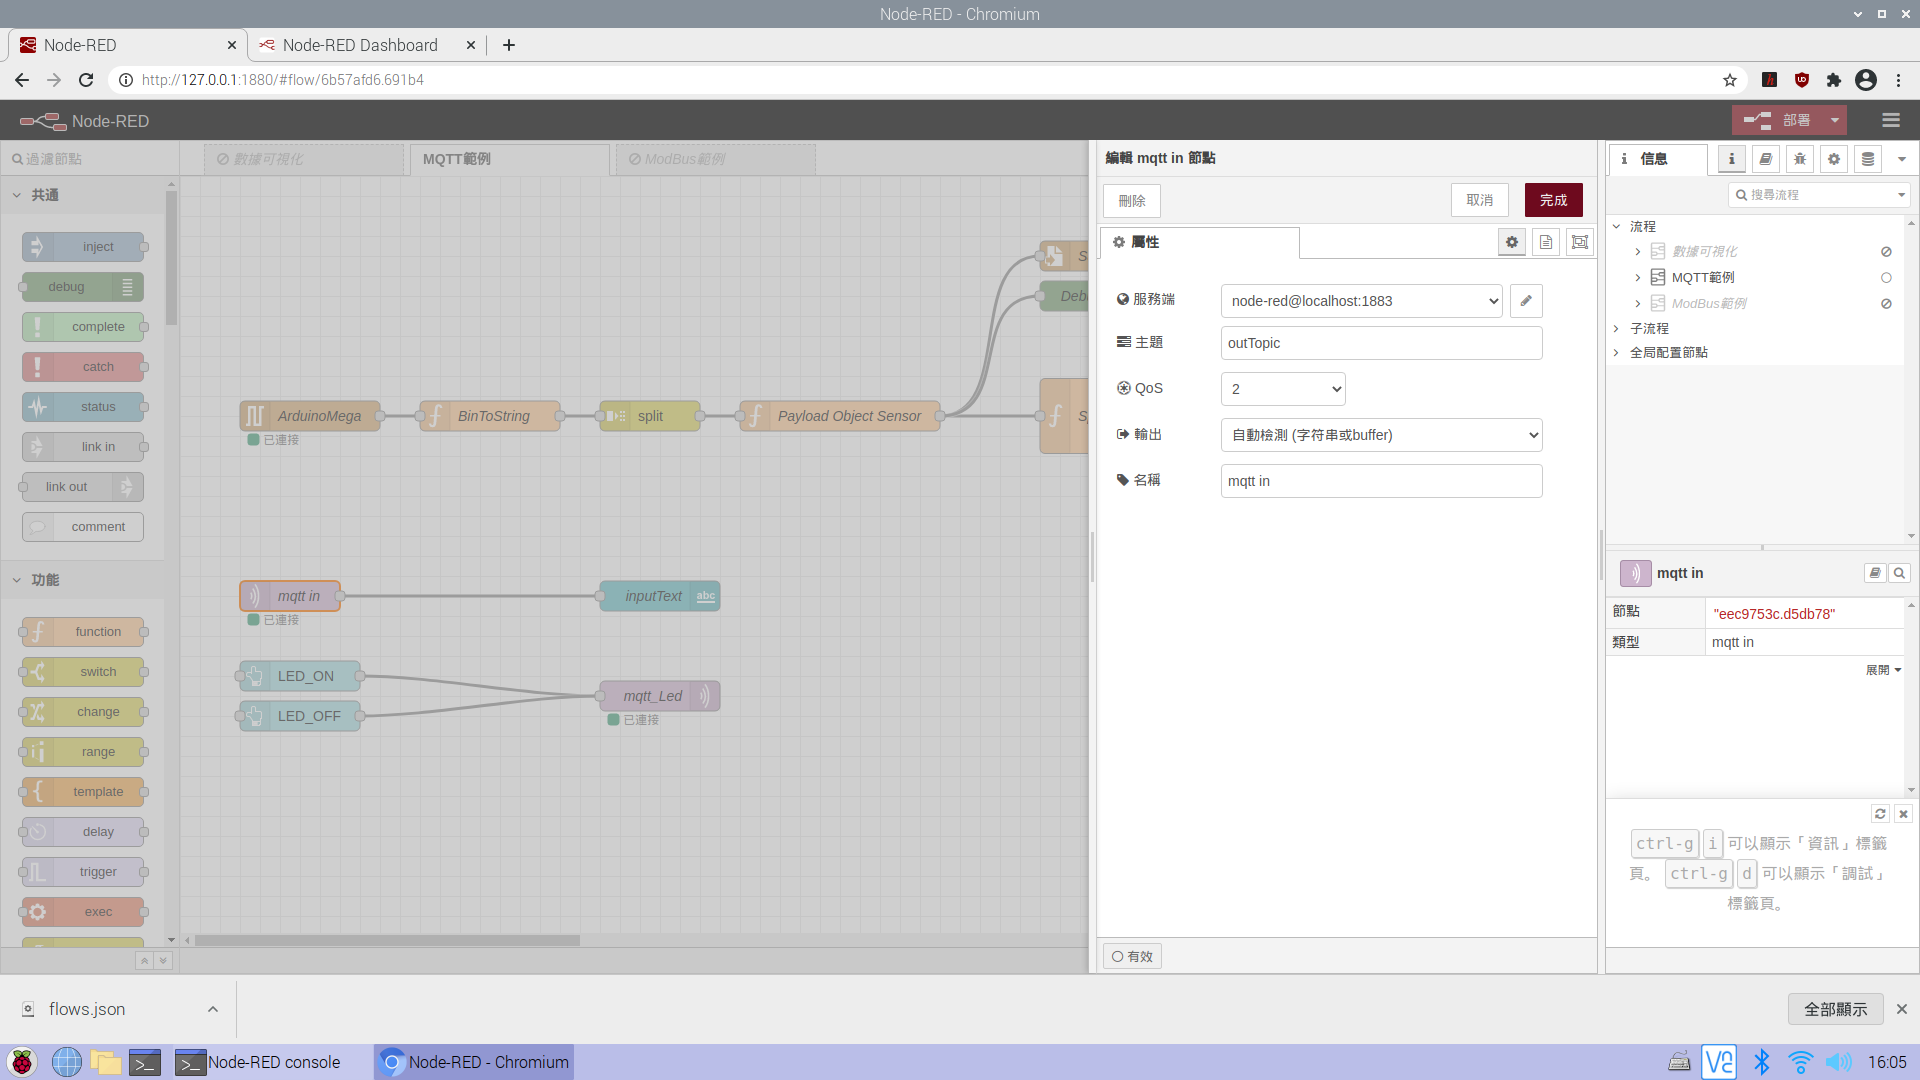 Node-RED - Chromium
Node-RED
Node-RED Dashboard
http://127.0.0.1:1880/#flow/6b57afd6.691b4
Node-RED
部署
過濾節點
共通
inject
debug
complete
catch
status
link in
link out
comment
功能
function
switch
change
range
template
delay
trigger
exec
數據可視化
MQTT範例
ModBus範例
S
Deb
ArduinoMega
已連接
BinToString
split
Payload Object Sensor
mqtt in
已連接
inputText
abc
LED_ON
LED_OFF
mqtt_Led
已連接
編輯 mqtt in 節點
刪除
取消
完成
屬性
服務端
node-red@localhost:1883
主題
outTopic
QoS
2
輸出
自動檢測 (字符串或buffer)
名稱
mqtt in
有效
信息
搜尋流程
流程
數據可視化
MQTT範例
ModBus範例
子流程
全局配置節點
mqtt in
節點
"eec9753c.d5db78"
類型
mqtt in
展開
ctrl-g i 可以顯示「資訊」標籤
頁。 ctrl-g d 可以顯示「調試」
標籤頁。
flows.json
全部顯示
Node-RED console
Node-RED - Chromium
16:05